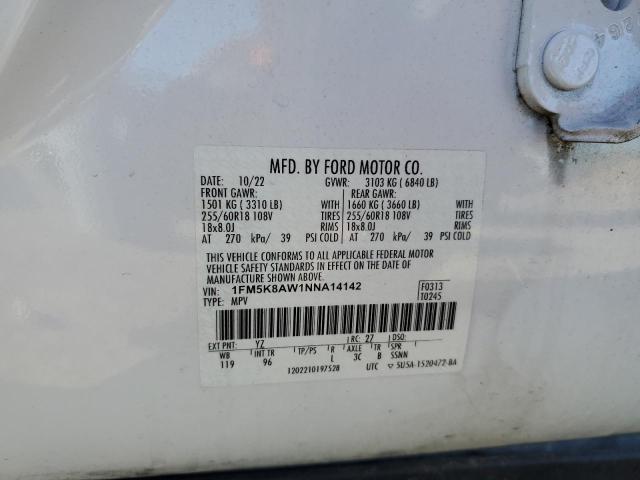 264
MFD. BY FORD MOTOR CO.
DATE: 10/22 GVWR: 3103 KG ( 6840 LB)
FRONT GAWR: REAR GAWR:
1501 KG ( 3310 LB) WITH 1660 KG ( 3660 LB) WITH
255/60R18 108V TIRES 255/60R18 108V TIRES
18x8.0J RIMS 18x8.0J RIMS
AT 270 kPa/ 39 PSI COLD AT 270 kPa/ 39 PSI COLD
THIS VEHICLE CONFORMS TO ALL APPLICABLE FEDERAL MOTOR
VEHICLE SAFETY AND THEFT PREVENTION STANDARDS IN EFFECT ON THE DATE OF
MANUFACTURE SHOWN ABOVE.
VIN: 1FM5K8AW1NNA14142 F0313
TYPE: MPV T0245
EXT PNT: YZ RC: 27 DSO:
WB INT TR TP/PS R AXLE TR SPR
119 96 L 3C B SSNN
1202210197528 UTC 5U5A-1520472-BA